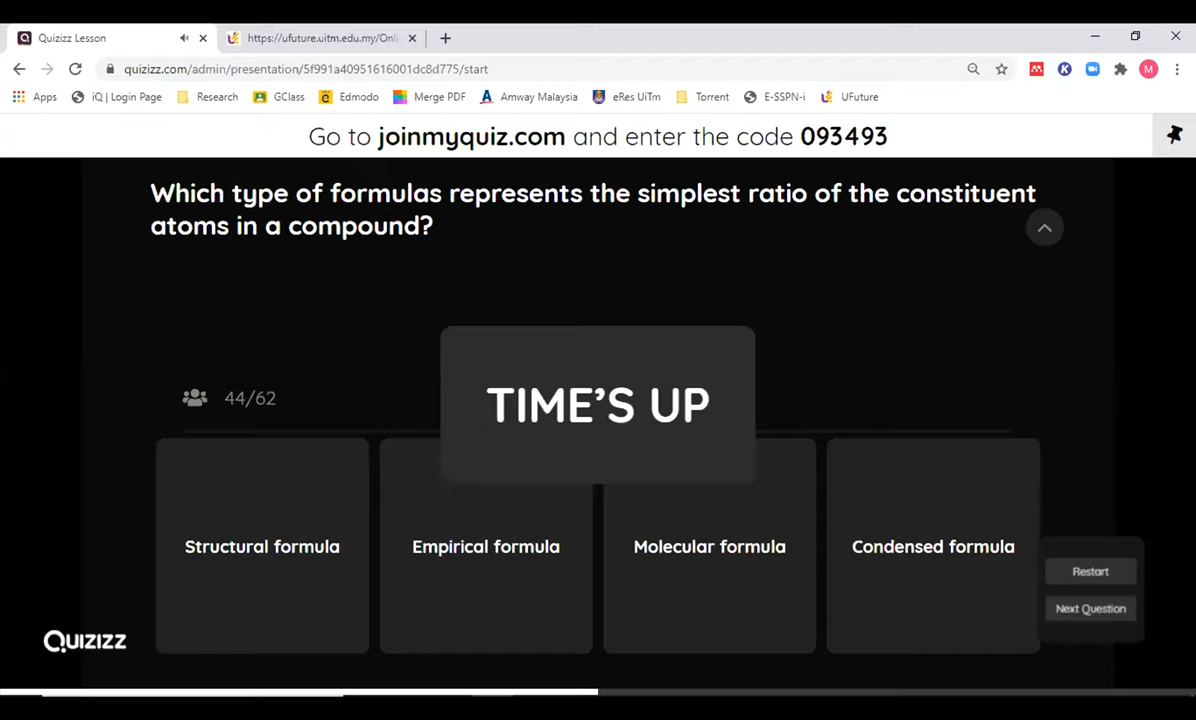 Quizizz Lesson
https://ufuture.uitm.edu.my/Onli
quizizz.com/admin/presentation/5f991a40951616001dc8d775/start
M
Apps iQ | Login Page Research GClass Edmodo Merge PDF Amway Malaysia eRes UiTm Torrent E-SSPN-i UFuture
Go to joinmyquiz.com and enter the code 093493
Which type of formulas represents the simplest ratio of the constituent
atoms in a compound?
44/62
TIME'S UP
Structural formula
Empirical formula
Molecular formula
Condensed formula
Restart
Next Question
Quizizz